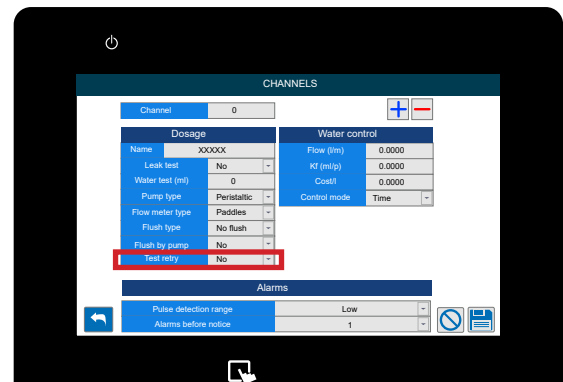 CHANNELS
Channel 0
Dosage
Name XXXXX
Leak test No
Water test (ml) 0
Pump type Peristaltic
Flow meter type Paddles
Flush type No flush
Flush by pump No
Test retry No
Water control
Flow (l/m) 0.0000
Kf (ml/p) 0.0000
Cost/l 0.0000
Control mode Time
Alarms
Pulse detection range Low
Alarms before notice 1